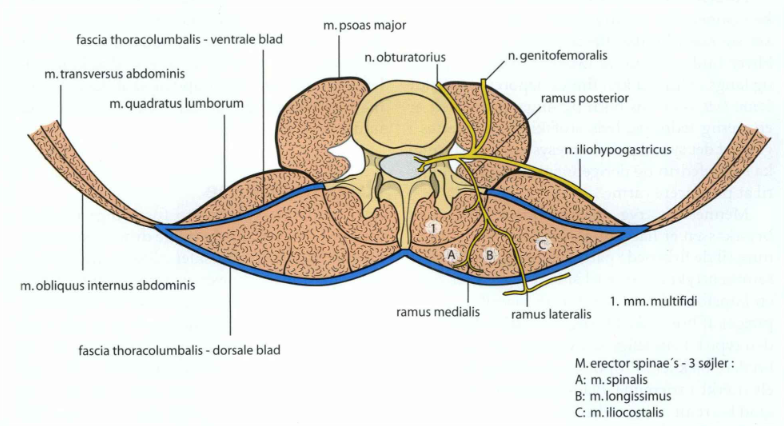 m. psoas major
fascia thoracolumbalis - ventrale blad
n. obturatorius
n. genitofemoralis
m. transversus abdominis
m. quadratus lumborum
ramus posterior
n. iliohypogastricus
1
A
B
C
m. obliquus internus abdominis
1. mm. multifidi
ramus medialis
ramus lateralis
fascia thoracolumbalis - dorsale blad
M. erector spinae´s - 3 søjler :
A: m. spinalis
B: m. longissimus
C: m. iliocostalis